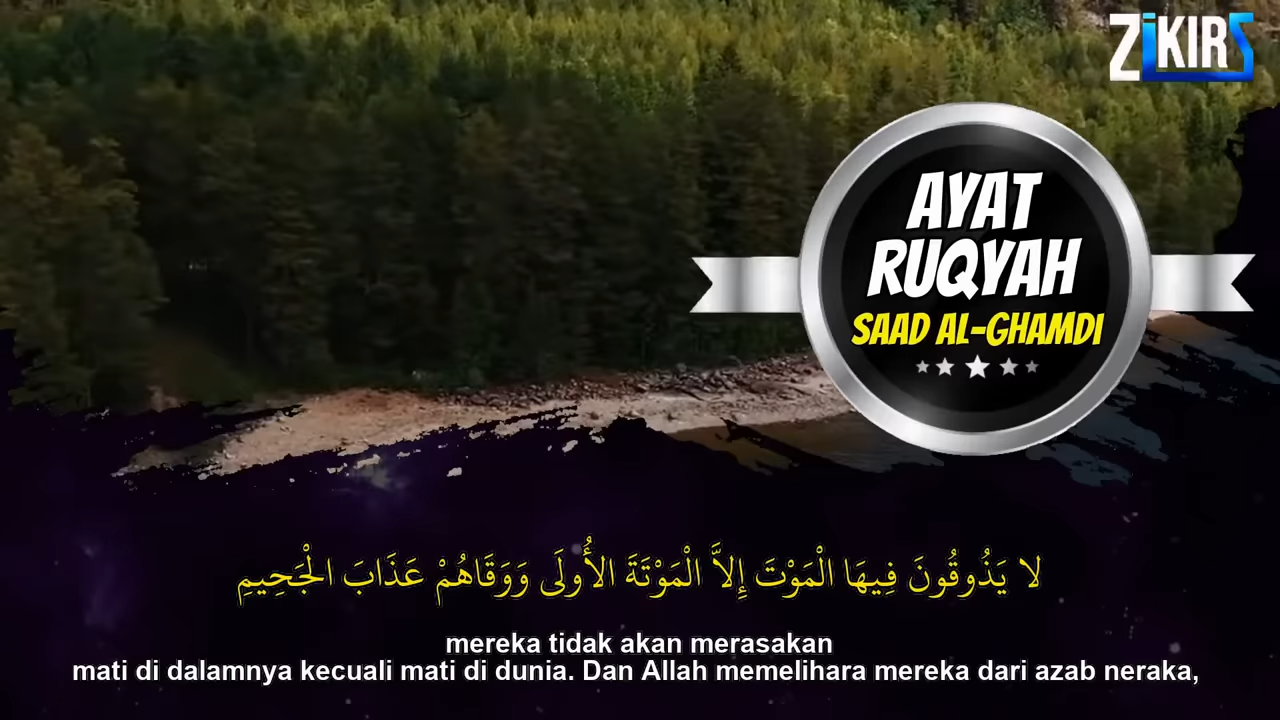 ZIKIRS
AYAT
RUQYAH
SAAD AL-GHAMDI
لا يَذُوقُونَ فِيهَا الْمَوْتَ إِلاَّ الْمَوْتَةَ الأُولَى وَوَقَاهُمْ عَذَابَ الْجَحِيمِ
mereka tidak akan merasakan
mati di dalamnya kecuali mati di dunia. Dan Allah memelihara mereka dari azab neraka,